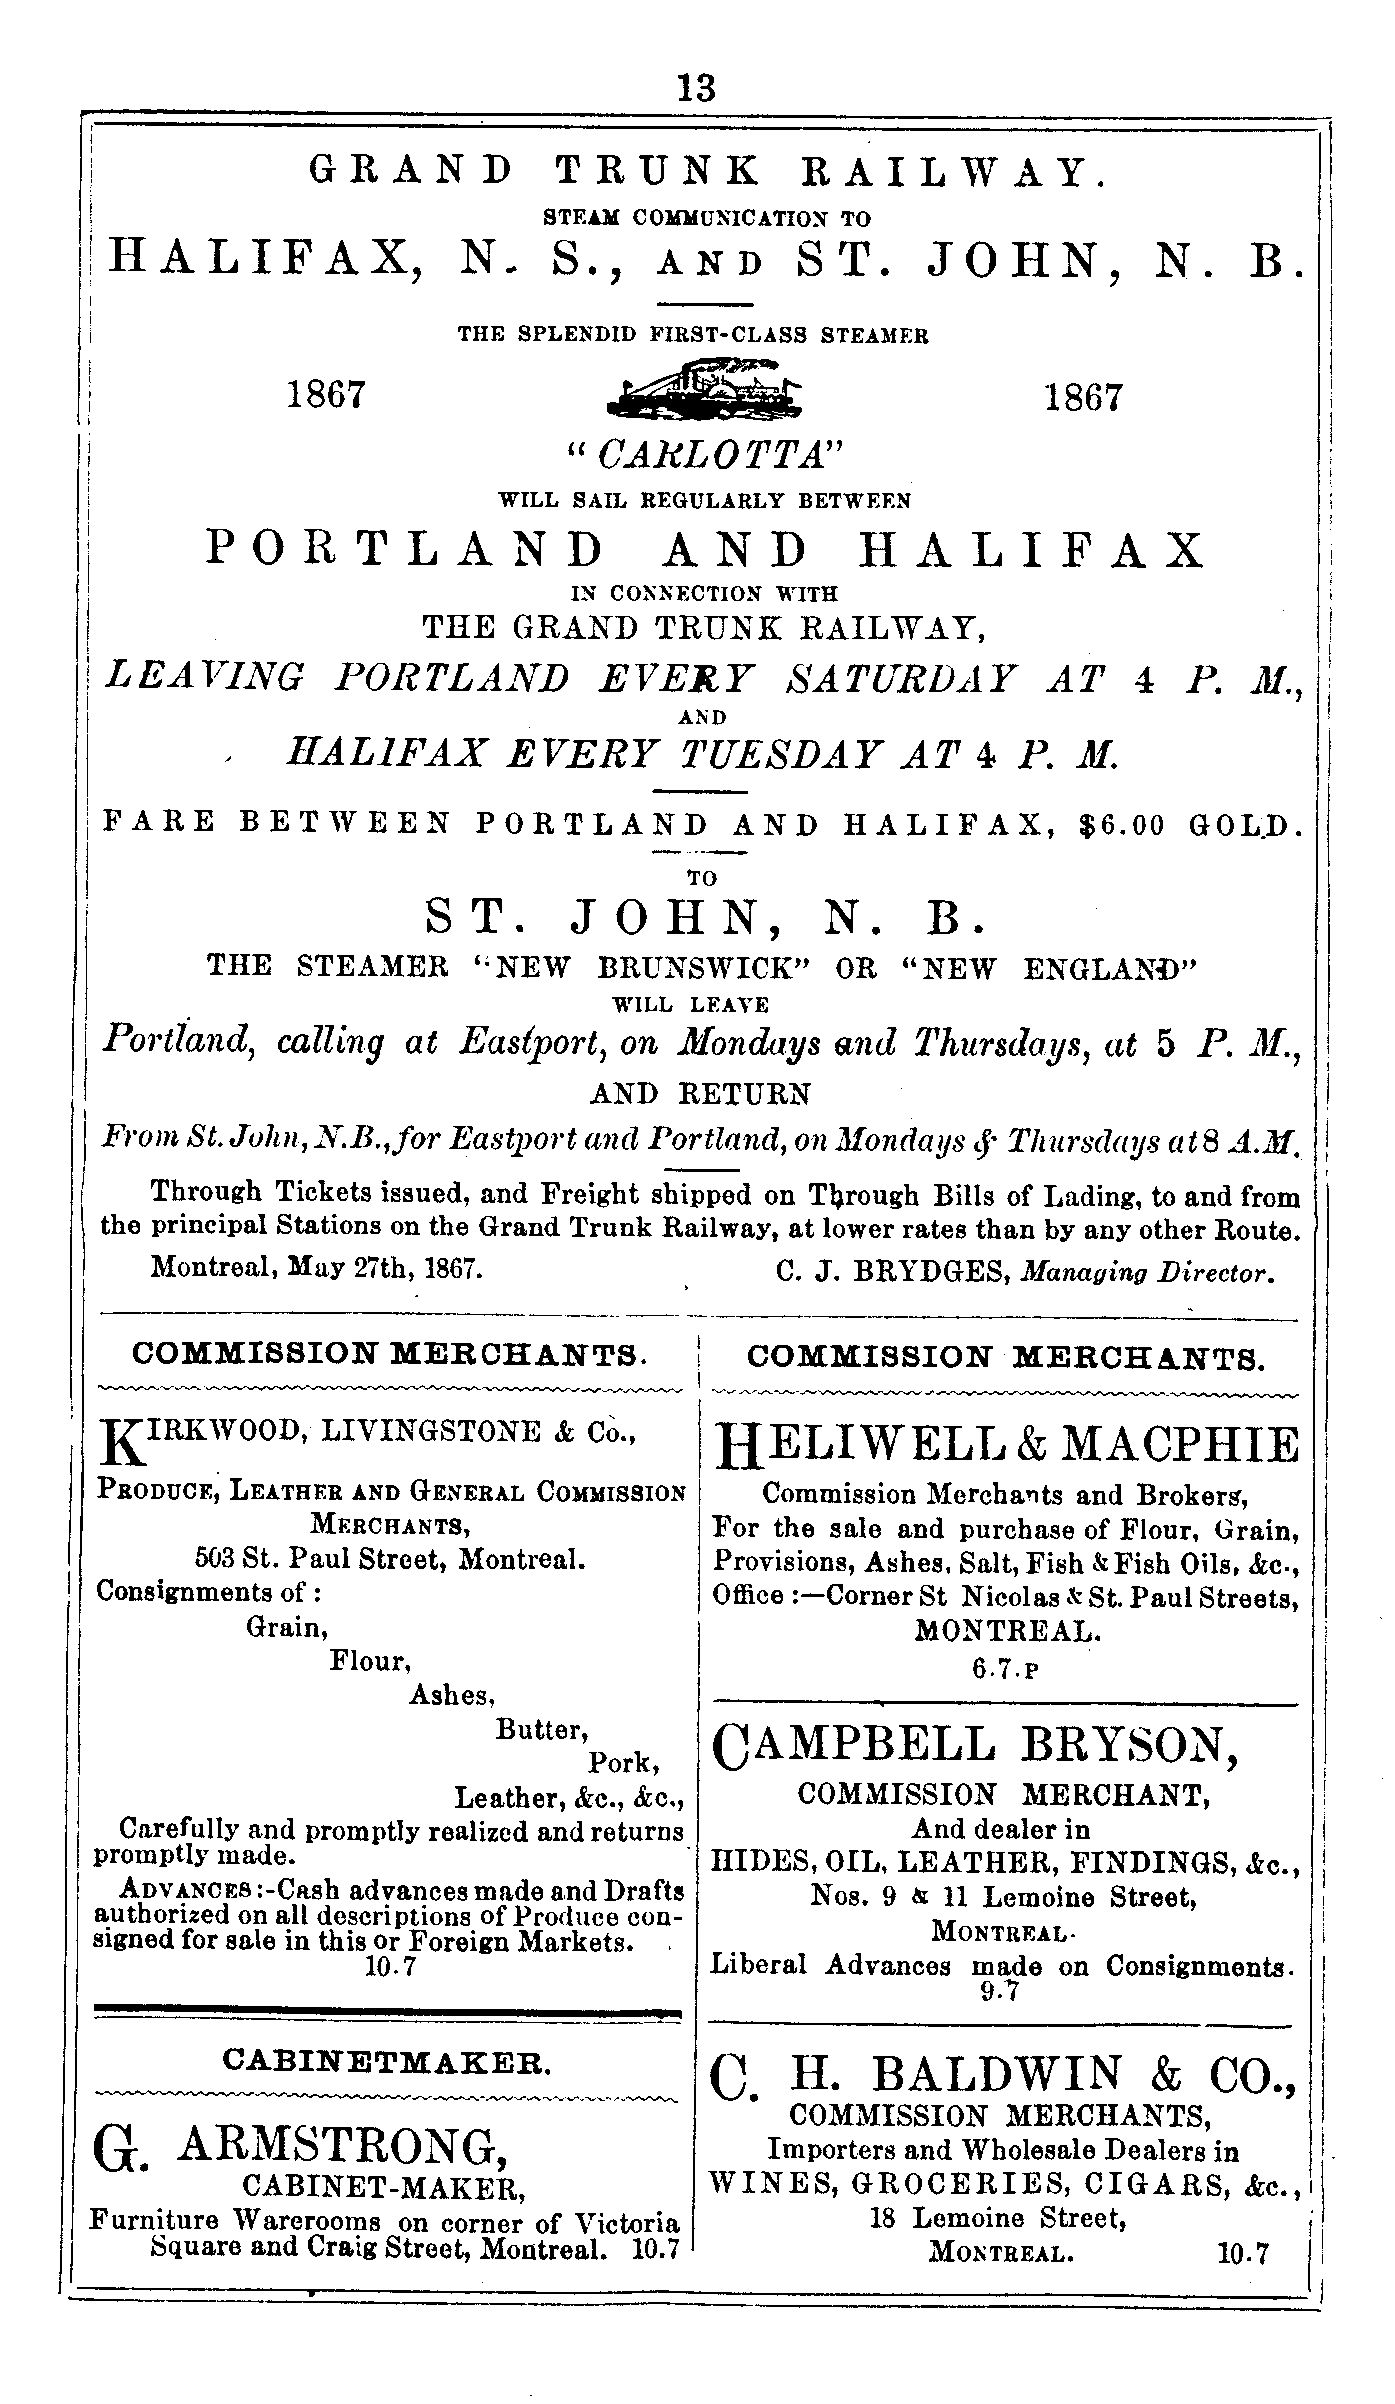 13
GRAND TRUNK RAILWAY.
STEAM COMMUNICATION TO
HALIFAX, N. S., AND ST. JOHN, N. B.
THE SPLENDID FIRST-CLASS STEAMER
1867 1867
"CARLOTTA"
WILL SAIL REGULARLY BETWEEN
PORTLAND AND HALIFAX
IN CONNECTION WITH
THE GRAND TRUNK RAILWAY,
LEAVING PORTLAND EVERY SATURDAY AT 4 P. M.,
AND
HALIFAX EVERY TUESDAY AT 4 P. M.
FARE BETWEEN PORTLAND AND HALIFAX, $6.00 GOLD.
TO
ST. JOHN, N. B.
THE STEAMER "NEW BRUNSWICK" OR "NEW ENGLAND"
WILL LEAVE
Portland, calling at Eastport, on Mondays and Thursdays, at 5 P. M.,
AND RETURN
From St. John, N.B., for Eastport and Portland, on Mondays & Thursdays at 8 A.M.
Through Tickets issued, and Freight shipped on Through Bills of Lading, to and from
the principal Stations on the Grand Trunk Railway, at lower rates than by any other Route.
Montreal, May 27th, 1867. C. J. BRYDGES, Managing Director.
COMMISSION MERCHANTS.
KIRKWOOD, LIVINGSTONE & Co.,
PRODUCE, LEATHER AND GENERAL COMMISSION
MERCHANTS,
503 St. Paul Street, Montreal.
Consignments of :
Grain,
Flour,
Ashes,
Butter,
Pork,
Leather, &c., &c.,
Carefully and promptly realized and returns
promptly made.
ADVANCES:-Cash advances made and Drafts
authorized on all descriptions of Produce con-
signed for sale in this or Foreign Markets.
10.7
CABINETMAKER.
G. ARMSTRONG,
CABINET-MAKER,
Furniture Warerooms on corner of Victoria
Square and Craig Street, Montreal. 10.7
COMMISSION MERCHANTS.
HELIWELL & MACPHIE
Commission Merchants and Brokers,
For the sale and purchase of Flour, Grain,
Provisions, Ashes, Salt, Fish & Fish Oils, &c.,
Office :—Corner St Nicolas & St. Paul Streets,
MONTREAL.
6.7.P
CAMPBELL BRYSON,
COMMISSION MERCHANT,
And dealer in
HIDES, OIL, LEATHER, FINDINGS, &c.,
Nos. 9 & 11 Lemoine Street,
MONTREAL.
Liberal Advances made on Consignments.
9.7
C. H. BALDWIN & CO.,
COMMISSION MERCHANTS,
Importers and Wholesale Dealers in
WINES, GROCERIES, CIGARS, &c.,
18 Lemoine Street,
MONTREAL. 10.7